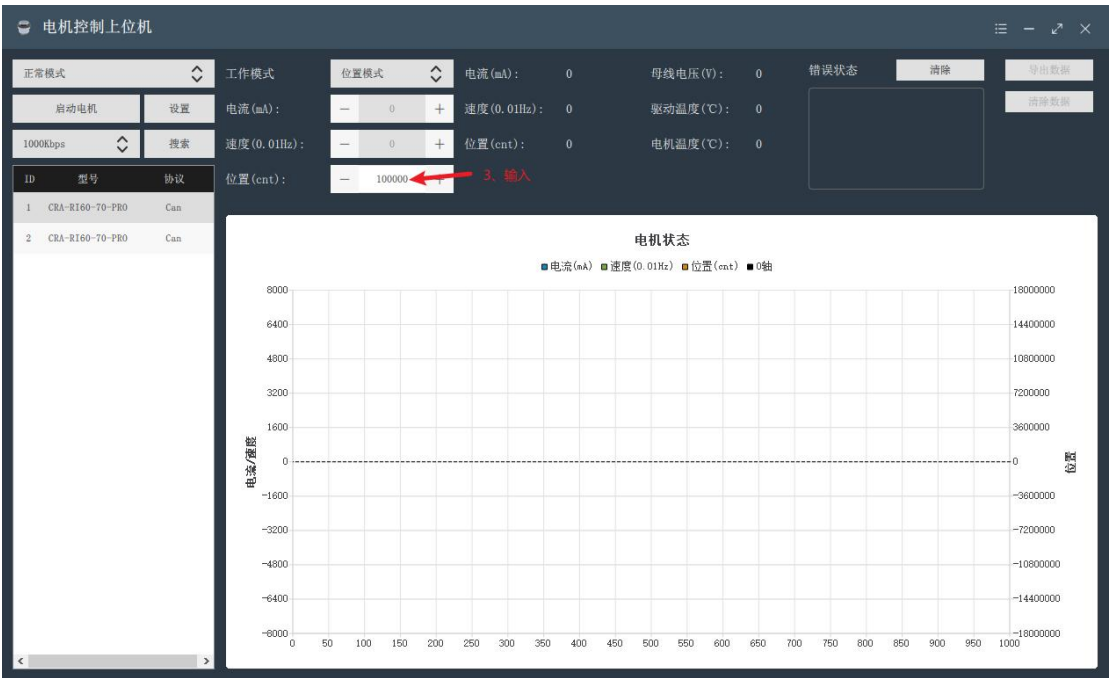 电机控制上位机
正常模式
启动电机 设置
1000Kbps 搜索
ID 型号 协议
1 CRA-RI60-70-PRO Can
2 CRA-RI60-70-PRO Can
工作模式 位置模式
电流(mA): 0
速度(0.01Hz): 0
位置(cnt): 100000
3、输入
电流(mA): 0
速度(0.01Hz): 0
位置(cnt): 0
母线电压(V): 0
驱动温度(℃): 0
电机温度(℃): 0
错误状态 清除
导出数据
清除数据
电机状态
电流(mA) 速度(0.01Hz) 位置(cnt) 0轴
电流/速度
8000
6400
4800
3200
1600
0
-1600
-3200
-4800
-6400
-8000
0 50 100 150 200 250 300 350 400 450 500 550 600 650 700 750 800 850 900 950 1000
18000000
14400000
10800000
7200000
3600000
0
-3600000
-7200000
-10800000
-14400000
-18000000
位置